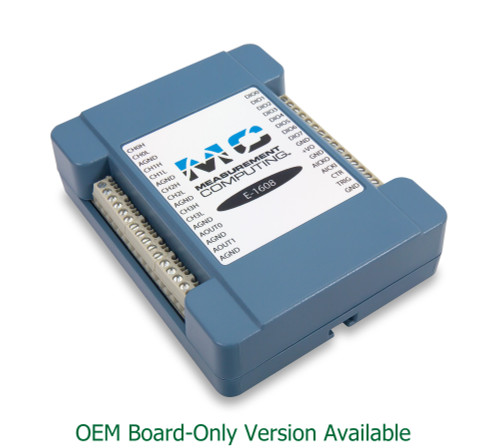 CH0H
CH0L
AGND
CH1H
CH1L
AGND
CH2H
CH2L
AGND
CH3H
CH3L
AGND
AOUT0
AGND
AOUT1
AGND
MC
MEASUREMENT
COMPUTING
E-1608
DIO0
DIO1
DIO2
DIO3
DIO4
DIO5
DIO6
DIO7
GND
+VO
GND
AICKO
AICKI
CTR
TRIG
GND
OEM Board-Only Version Available